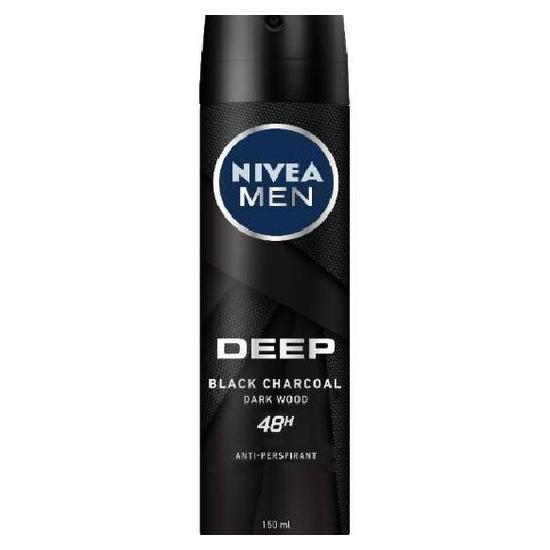 NIVEA
MEN
DEEP
BLACK CHARCOAL
DARK WOOD
48H
ANTI-PERSPIRANT
150 ml